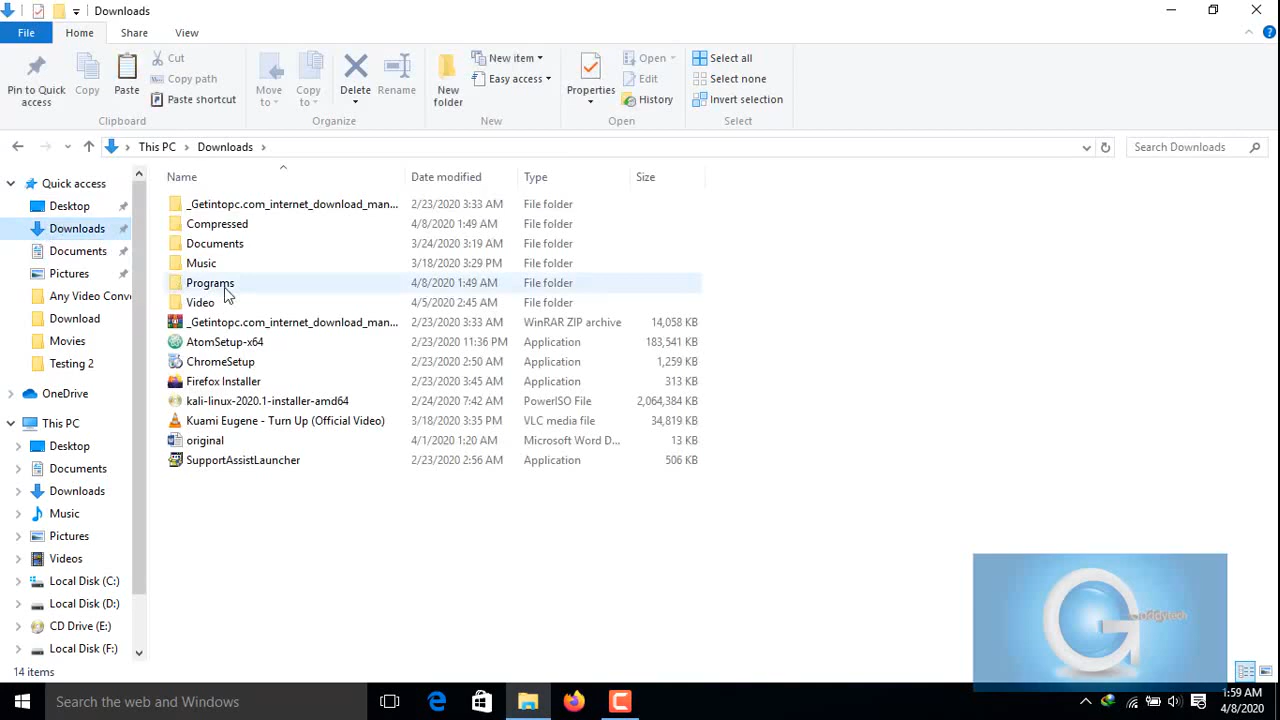 Downloads
File Home Share View
Pin to Quick access
Copy
Paste
Cut
Copy path
Paste shortcut
Clipboard
Move to
Copy to
Delete
Rename
Organize
New folder
New item
Easy access
New
Properties
Open
Edit
History
Open
Select all
Select none
Invert selection
Select
This PC Downloads
Search Downloads
Name Date modified Type Size
_Getintopc.com_internet_download_man... 2/23/2020 3:33 AM File folder
Compressed 4/8/2020 1:49 AM File folder
Documents 3/24/2020 3:19 AM File folder
Music 3/18/2020 3:29 PM File folder
Programs 4/8/2020 1:49 AM File folder
Video 4/5/2020 2:45 AM File folder
_Getintopc.com_internet_download_man... 2/23/2020 3:33 AM WinRAR ZIP archive 14,058 KB
AtomSetup-x64 2/23/2020 11:36 PM Application 183,541 KB
ChromeSetup 2/23/2020 2:50 AM Application 1,259 KB
Firefox Installer 2/23/2020 3:45 AM Application 313 KB
kali-linux-2020.1-installer-amd64 2/24/2020 7:42 AM PowerISO File 2,064,384 KB
Kuami Eugene - Turn Up (Official Video) 3/18/2020 3:35 PM VLC media file 34,819 KB
original 4/1/2020 1:20 AM Microsoft Word D... 13 KB
SupportAssistLauncher 2/23/2020 2:56 AM Application 506 KB
Quick access
Desktop
Downloads
Documents
Pictures
Any Video Conv
Download
Movies
Testing 2
OneDrive
This PC
Desktop
Documents
Downloads
Music
Pictures
Videos
Local Disk (C:)
Local Disk (D:)
CD Drive (E:)
Local Disk (F:)
14 items
Search the web and Windows
1:59 AM
4/8/2020